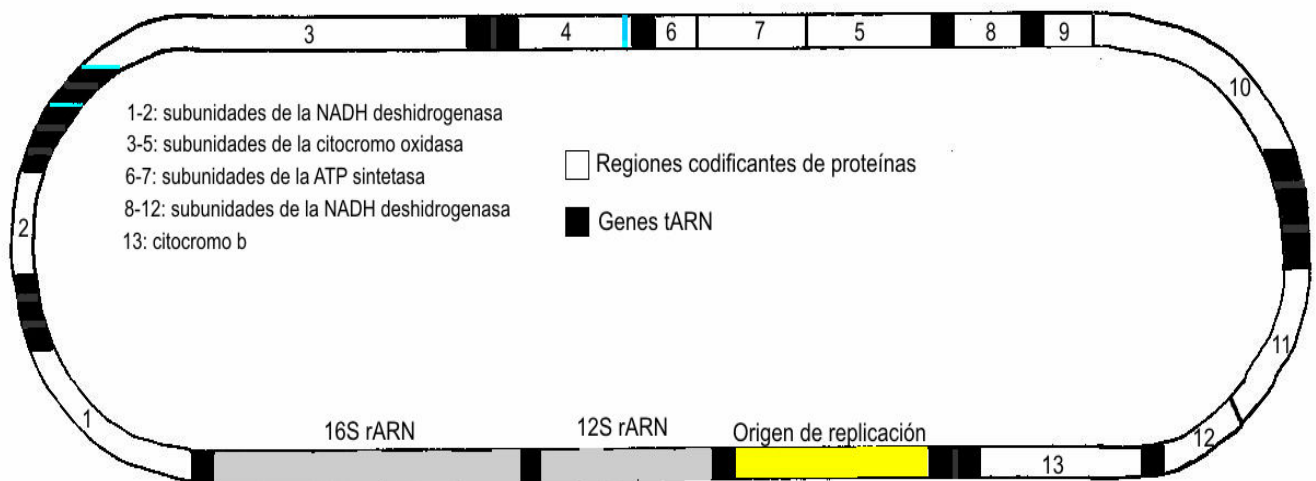 3
4
6
7
5
8
9
10
1-2: subunidades de la NADH deshidrogenasa
3-5: subunidades de la citocromo oxidasa
6-7: subunidades de la ATP sintetasa
8-12: subunidades de la NADH deshidrogenasa
13: citocromo b
Regiones codificantes de proteínas
Genes tARN
2
11
1
16S rARN
12S rARN
Origen de replicación
12
13